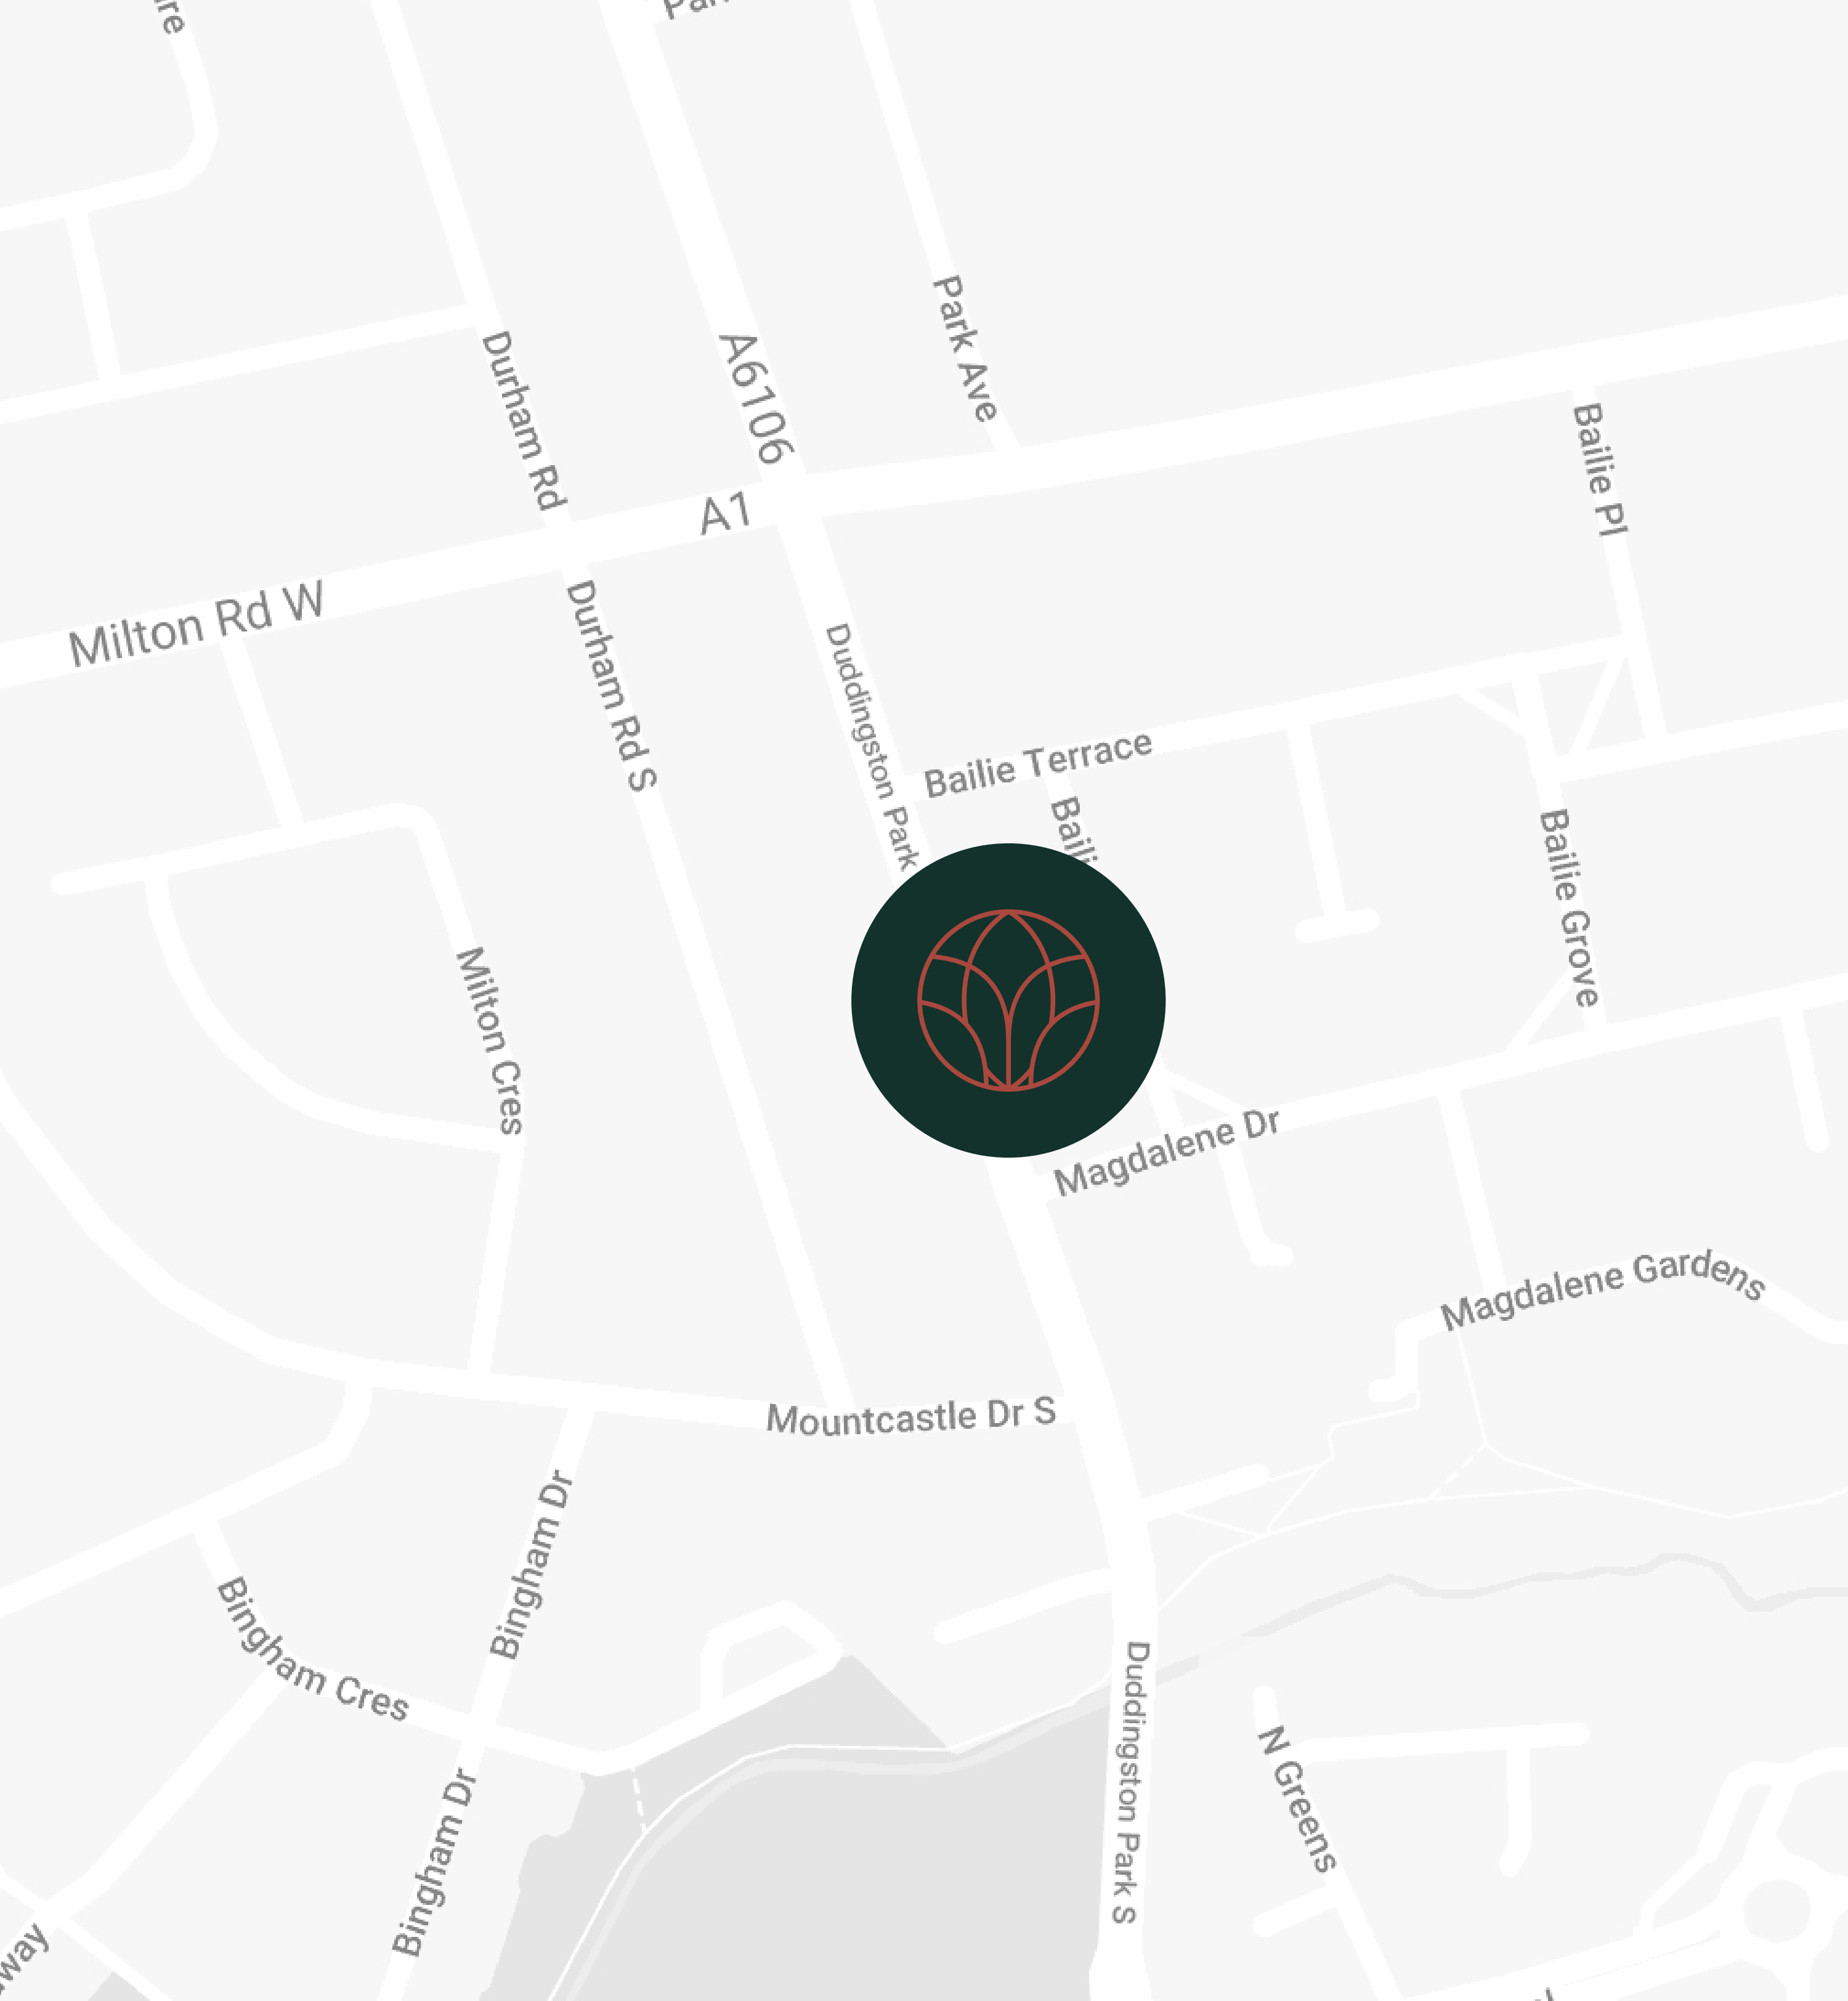 Park Ave
Durham Rd
A6106
Bailie Pl
A1
Milton Rd W
Durham Rd S
Duddingston Park
Bailie Terrace
Bailie Grove
Milton Cres
Magdalene Dr
Magdalene Gardens
Mountcastle Dr S
Bingham Dr
Bingham Cres
Duddingston Park S
N Greens
Bingham Dr